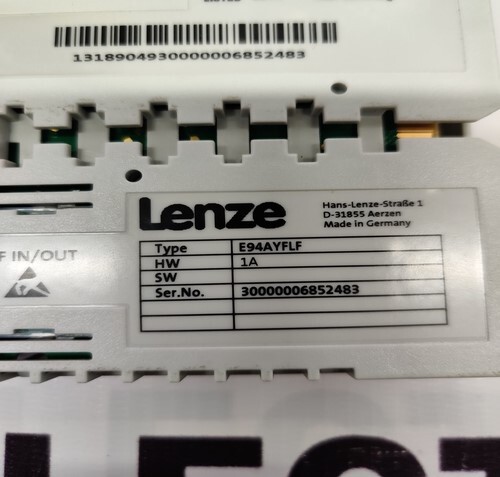 1318904930000006852483
Lenze
Hans-Lenze-Straße 1
D-31855 Aerzen
Made in Germany
F IN/OUT
Type E94AYFLF
HW 1A
SW
Ser.No. 30000006852483